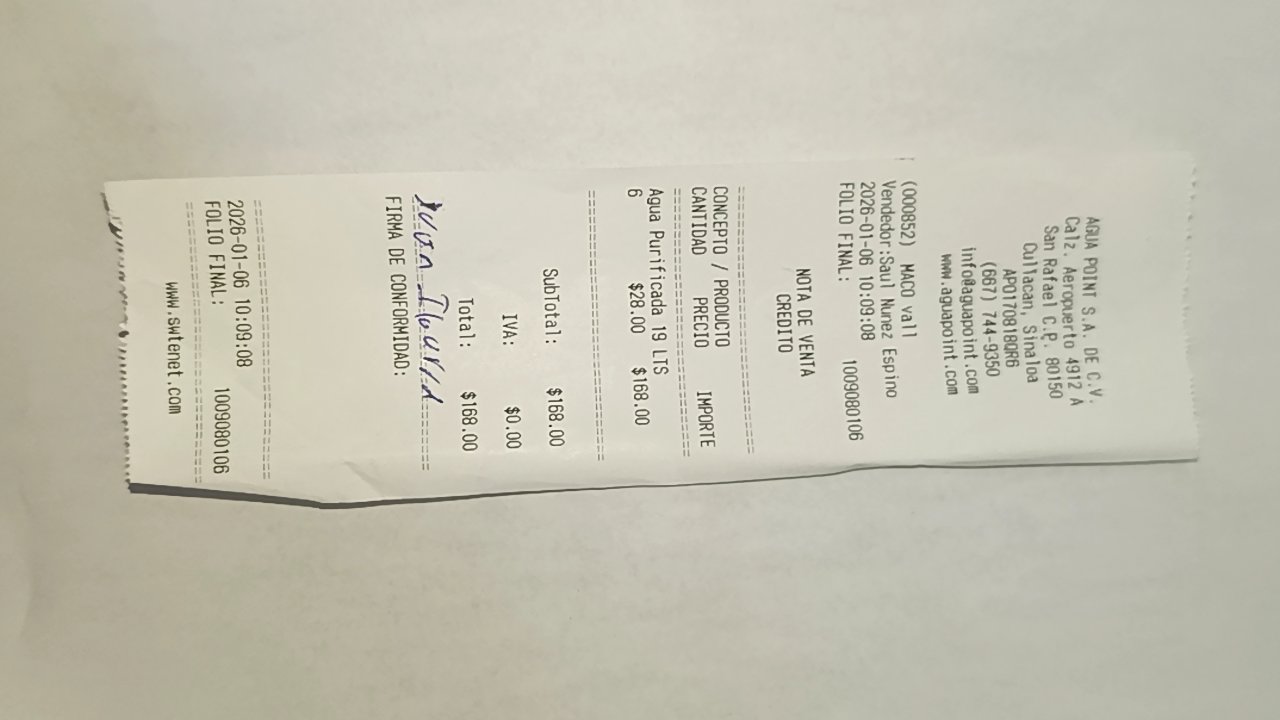 AGUA POINT S.A. DE C.V.
Calz. Aeropuerto 4912 A
San Rafael C.P. 80150
Culiacan, Sinaloa
APO170818QR6
(667) 744-9350
info@aguapoint.com
www.aguapoint.com
(000852) MACO vall
Vendedor:Saul Nunez Espino
2026-01-06 10:09:08
FOLIO FINAL: 1009080106
NOTA DE VENTA
CREDITO
CONCEPTO / PRODUCTO
CANTIDAD PRECIO IMPORTE
Agua Purificada 19 LTS
6 $28.00 $168.00
SubTotal: $168.00
IVA: $0.00
Total: $168.00
FIRMA DE CONFORMIDAD:
2026-01-06 10:09:08
FOLIO FINAL: 1009080106
www.swtenet.com